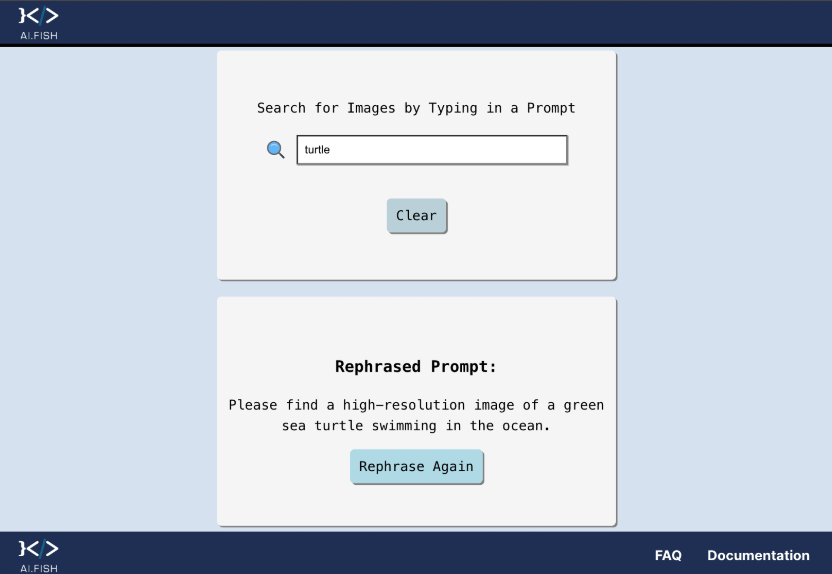 }</>
AI.FISH
Search for Images by Typing in a Prompt
turtle
Clear
Rephrased Prompt:
Please find a high-resolution image of a green
sea turtle swimming in the ocean.
Rephrase Again
}</>
AI.FISH
FAQ
Documentation